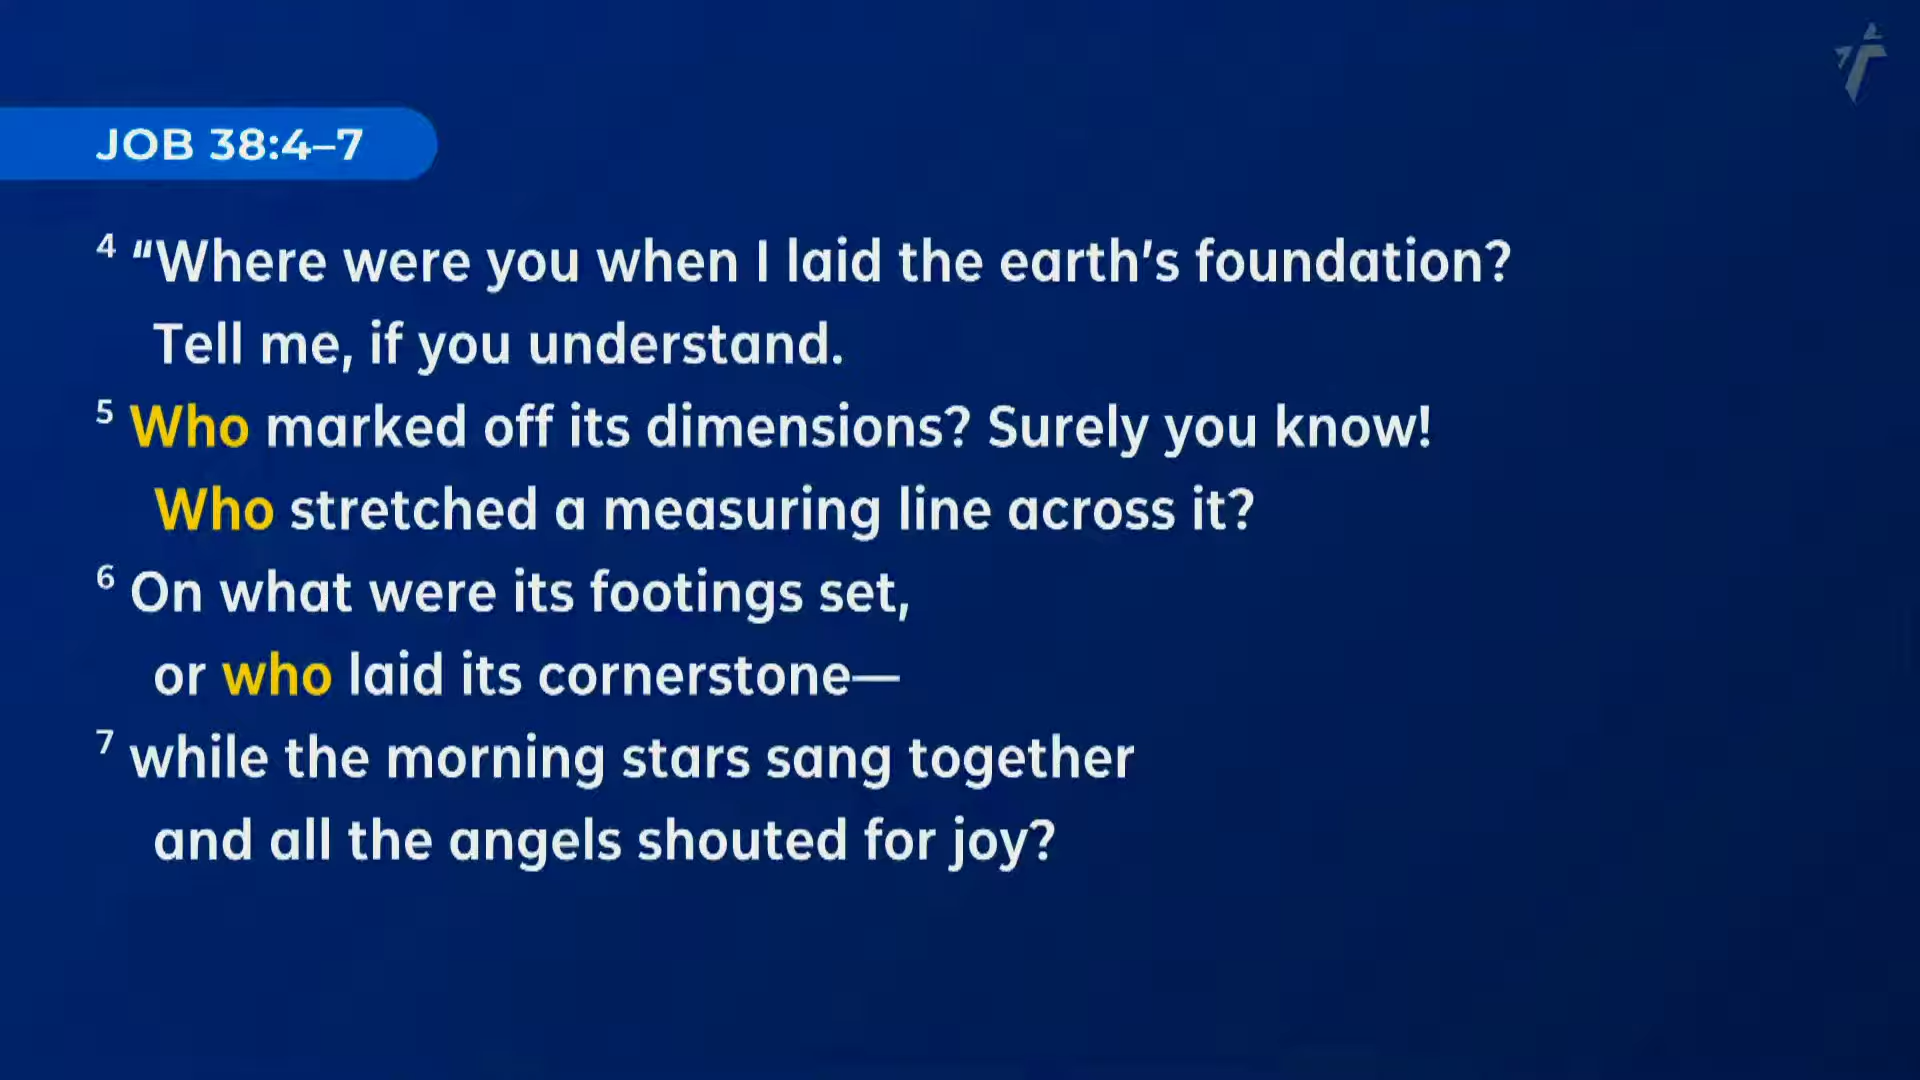 JOB 38:4–7
4 “Where were you when I laid the earth's foundation?
Tell me, if you understand.
5 Who marked off its dimensions? Surely you know!
Who stretched a measuring line across it?
6 On what were its footings set,
or who laid its cornerstone—
7 while the morning stars sang together
and all the angels shouted for joy?